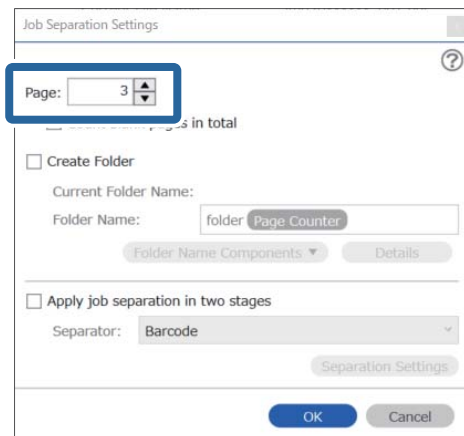 Job Separation Settings
?
Page: 3
pages in total
Create Folder
Current Folder Name:
Folder Name: folder Page Counter
Folder Name Components ▼ Details
Apply job separation in two stages
Separator: Barcode
Separation Settings
OK Cancel